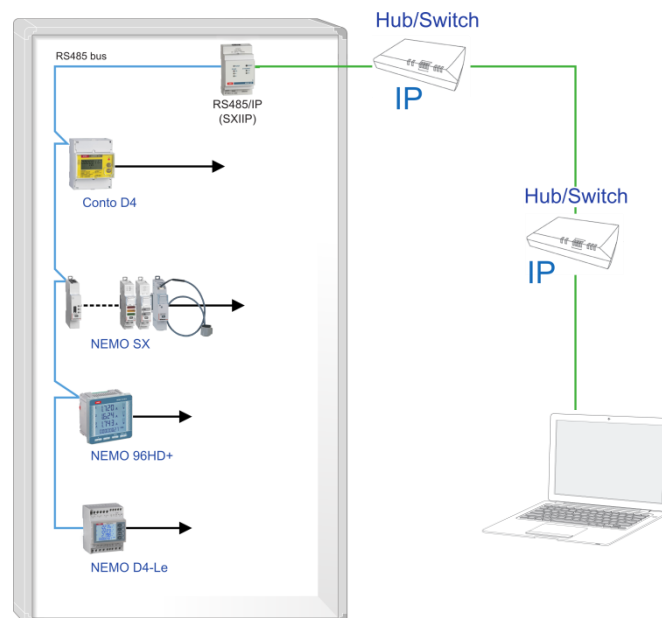 Hub/Switch
RS485 bus
IP
RS485/IP
(SXIIP)
Conto D4
Hub/Switch
IP
NEMO SX
NEMO 96HD+
NEMO D4-Le